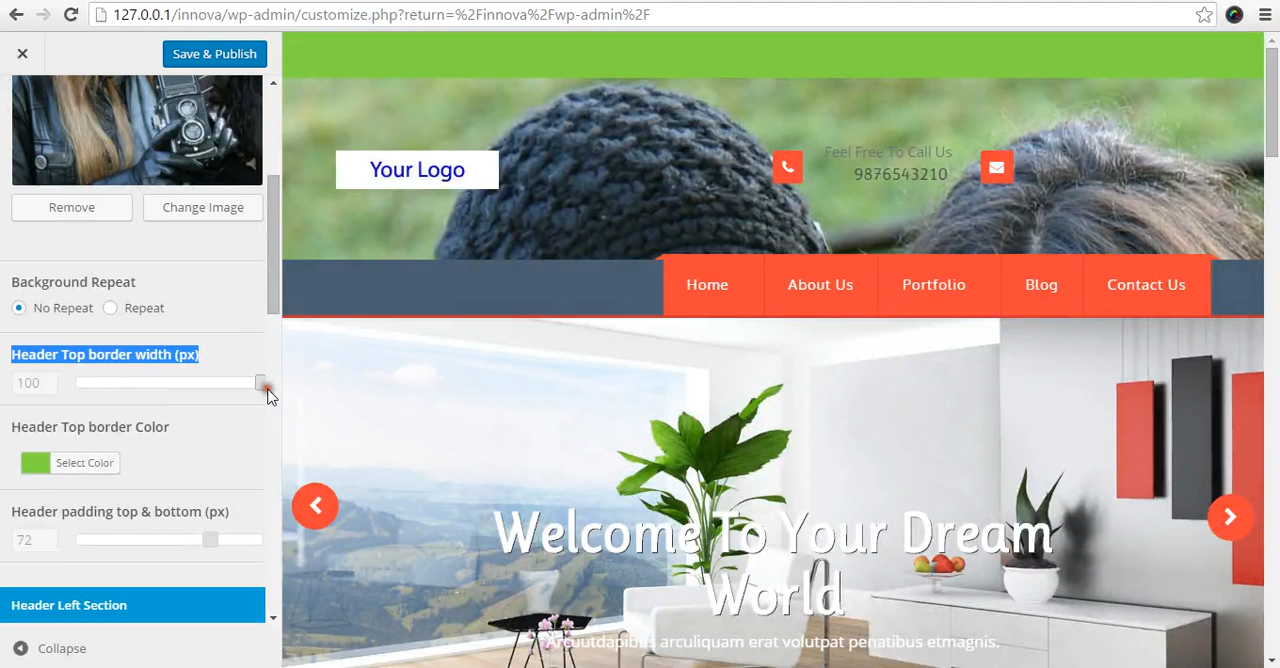 127.0.0.1/innova/wp-admin/customize.php?return=%2Finnova%2Fwp-admin%2F
Save & Publish
Remove
Change Image
Background Repeat
No Repeat
Repeat
Header Top border width (px)
100
Header Top border Color
Select Color
Header padding top & bottom (px)
72
Header Left Section
Collapse
Your Logo
Feel Free To Call Us
9876543210
Home
About Us
Portfolio
Blog
Contact Us
Welcome To Your Dream
World
Arcuutdapibus arculiquam erat volutpat penatibus etmagnis.